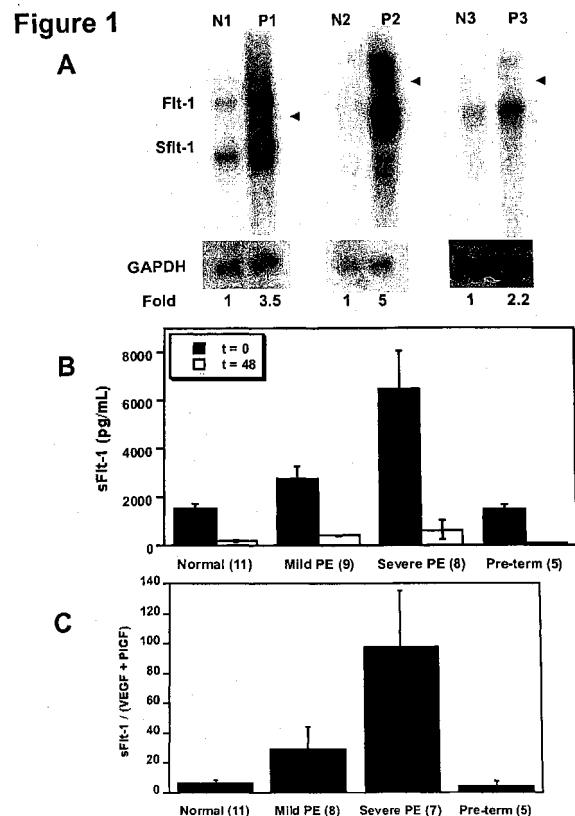 Figure 1
A
N1 P1 N2 P2 N3 P3
Flt-1
Sflt-1
GAPDH
Fold 1 3.5 1 5 1 2.2
B
t = 0
t = 48
sFlt-1 (pg/mL)
8000
6000
4000
2000
0
Normal (11) Mild PE (9) Severe PE (8) Pre-term (5)
C
sFlt-1 / (VEGF + PIGF)
140
120
100
80
60
40
20
0
Normal (11) Mild PE (8) Severe PE (7) Pre-term (5)